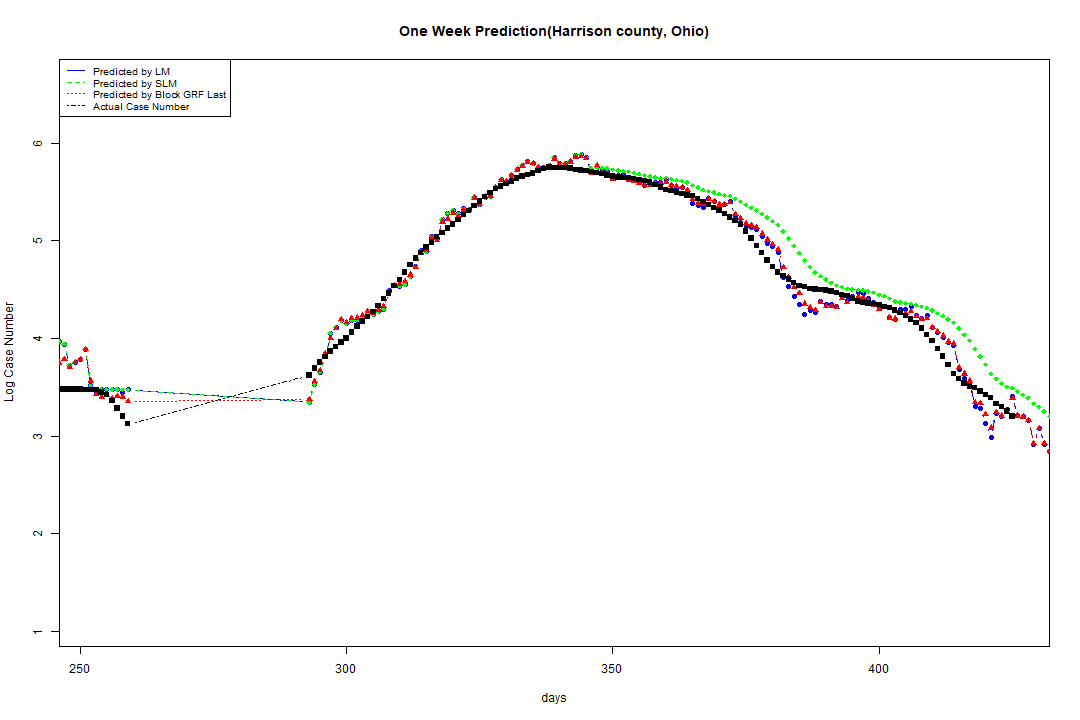 One Week Prediction(Harrison county, Ohio)
Predicted by LM
Predicted by SLM
Predicted by Block GRF Last
Actual Case Number
6
5
4
3
2
1
Log Case Number
250
300
350
400
days